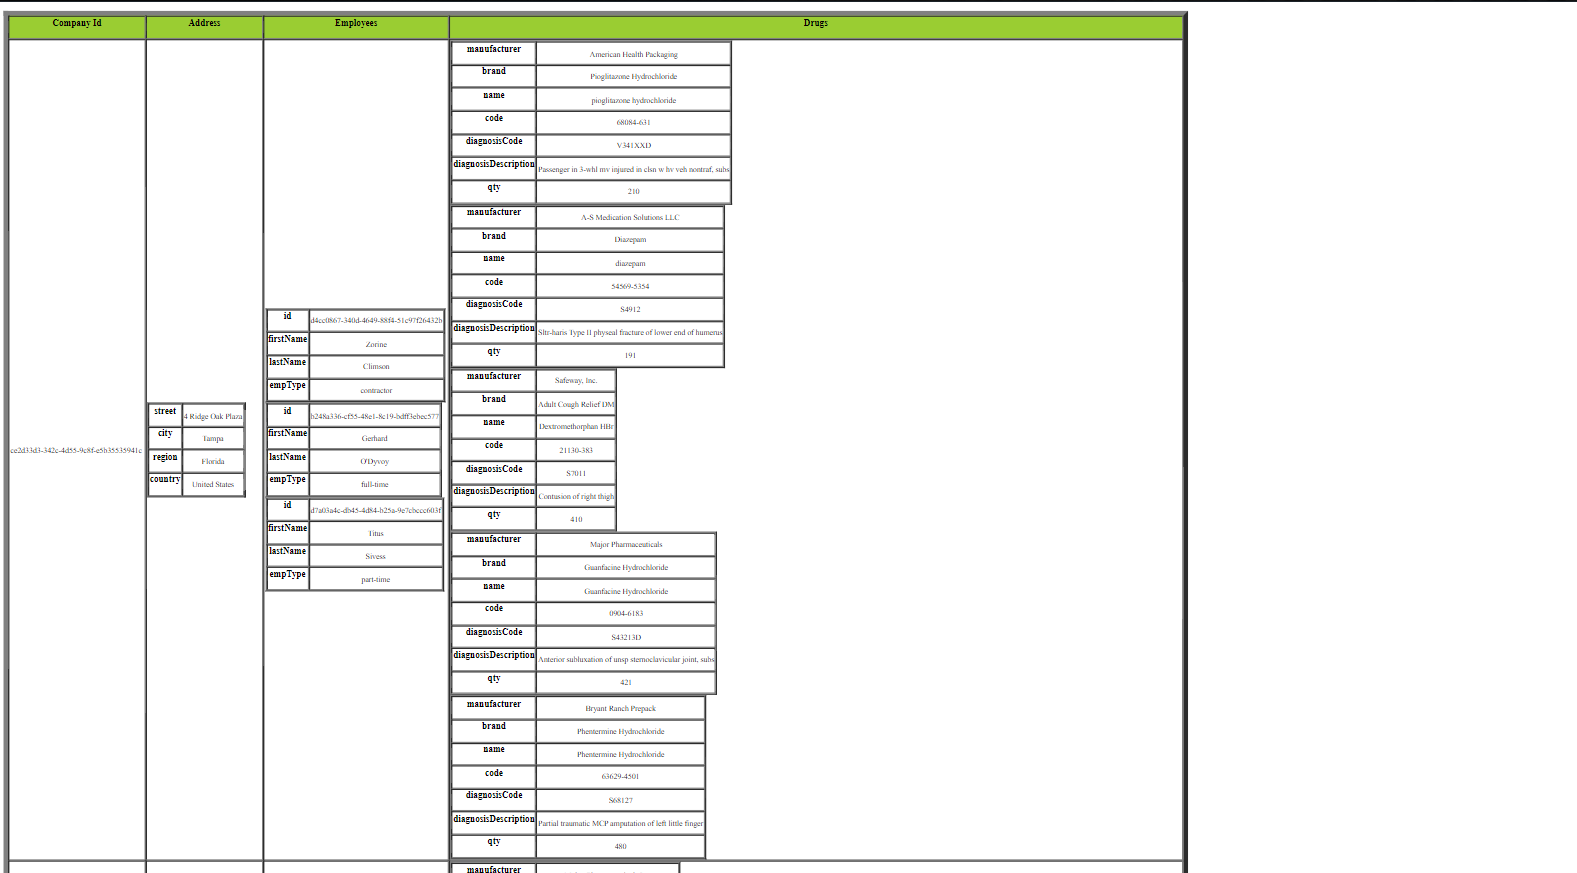 Company Id Address Employees Drugs
ce2d33d3-342c-4d55-9c8f-e5b35535941c
street 4 Ridge Oak Plaza
city Tampa
region Florida
country United States
id d4cc0867-340d-4649-88f4-51c97f26432b
firstName Zorine
lastName Climson
empType contractor
id b248a336-cf55-48e1-8c19-bdff3ebec577
firstName Gerhard
lastName O'Dyvoy
empType full-time
id d7a03a4c-db45-4d84-b25a-9e7cbccc603f
firstName Titus
lastName Sivess
empType part-time
manufacturer American Health Packaging
brand Pioglitazone Hydrochloride
name pioglitazone hydrochloride
code 68084-631
diagnosisCode V341XXD
diagnosisDescription Passenger in 3-whl mv injured in clsn w hv veh nontraf, subs
qty 210
manufacturer A-S Medication Solutions LLC
brand Diazepam
name diazepam
code 54569-5354
diagnosisCode S4912
diagnosisDescription Sltr-haris Type II physeal fracture of lower end of humerus
qty 191
manufacturer Safeway, Inc.
brand Adult Cough Relief DM
name Dextromethorphan HBr
code 21130-383
diagnosisCode S7011
diagnosisDescription Contusion of right thigh
qty 410
manufacturer Major Pharmaceuticals
brand Guanfacine Hydrochloride
name Guanfacine Hydrochloride
code 0904-6183
diagnosisCode S43213D
diagnosisDescription Anterior subluxation of unsp sternoclavicular joint, subs
qty 421
manufacturer Bryant Ranch Prepack
brand Phentermine Hydrochloride
name Phentermine Hydrochloride
code 63629-4501
diagnosisCode S68127
diagnosisDescription Partial traumatic MCP amputation of left little finger
qty 480
manufacturer